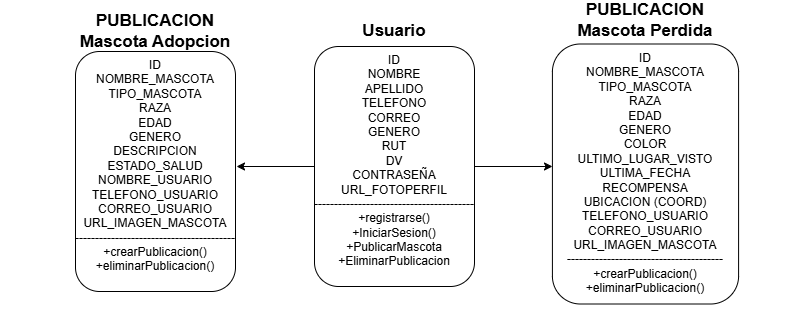 PUBLICACION
Mascota Adopcion
ID
NOMBRE_MASCOTA
TIPO_MASCOTA
RAZA
EDAD
GENERO
DESCRIPCION
ESTADO_SALUD
NOMBRE_USUARIO
TELEFONO_USUARIO
CORREO_USUARIO
URL_IMAGEN_MASCOTA
+crearPublicacion()
+eliminarPublicacion()
Usuario
ID
NOMBRE
APELLIDO
TELEFONO
CORREO
GENERO
RUT
DV
CONTRASEÑA
URL_FOTOPERFIL
+registrarse()
+IniciarSesion()
+PublicarMascota
+EliminarPublicacion
PUBLICACION
Mascota Perdida
ID
NOMBRE_MASCOTA
TIPO_MASCOTA
RAZA
EDAD
GENERO
COLOR
ULTIMO_LUGAR_VISTO
ULTIMA_FECHA
RECOMPENSA
UBICACION (COORD)
TELEFONO_USUARIO
CORREO_USUARIO
URL_IMAGEN_MASCOTA
+crearPublicacion()
+eliminarPublicacion()